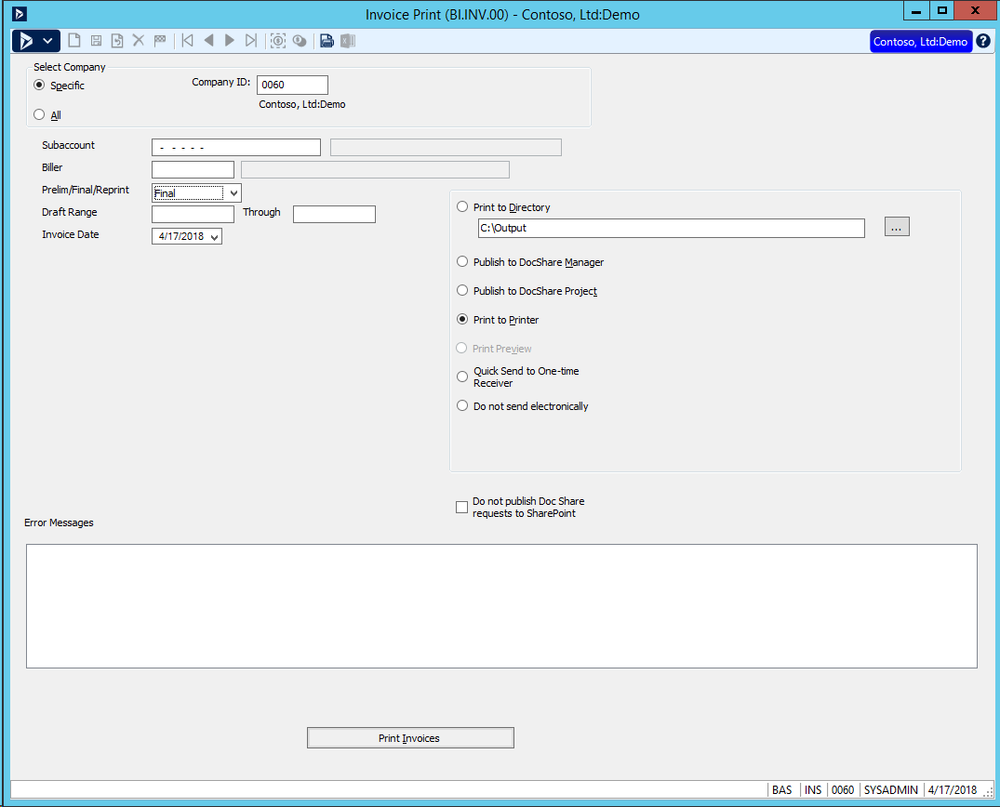 Invoice Print (BI.INV.00) - Contoso, Ltd:Demo
Contoso, Ltd:Demo
Select Company
Specific
Company ID: 0060
Contoso, Ltd:Demo
All
Subaccount - - - - -
Biller
Prelim/Final/Reprint Final
Draft Range Through
Invoice Date 4/17/2018
Print to Directory
C:\Output ...
Publish to DocShare Manager
Publish to DocShare Project
Print to Printer
Print Preview
Quick Send to One-time
Receiver
Do not send electronically
Do not publish Doc Share
requests to SharePoint
Error Messages
Print Invoices
BAS INS 0060 SYSADMIN 4/17/2018